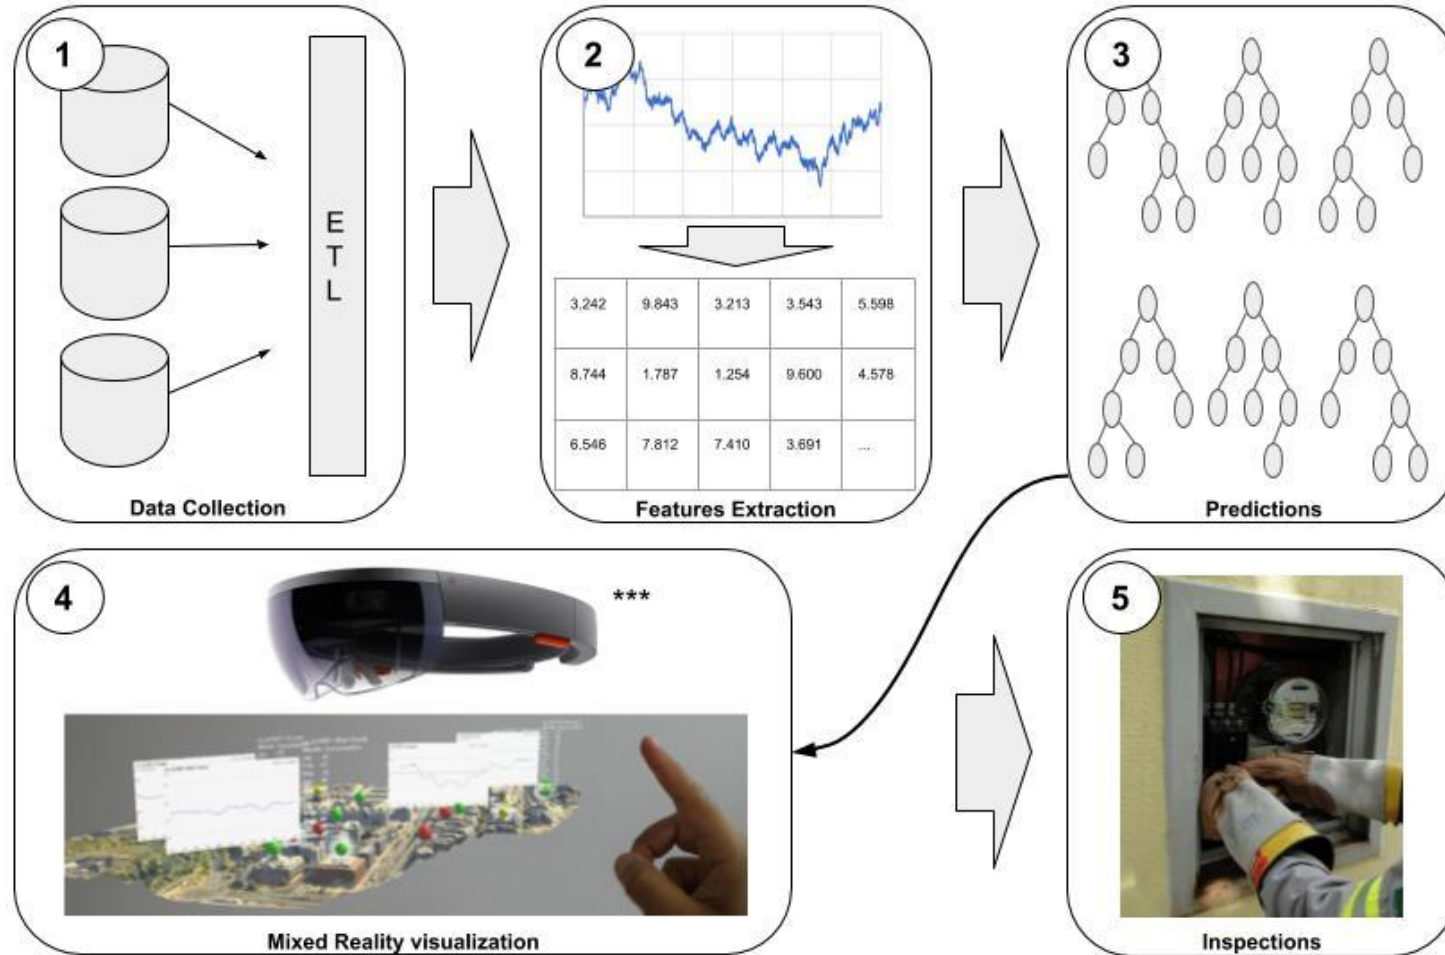 1
E
T
L
Data Collection
2
3.242 9.843 3.213 3.543 5.598
8.744 1.787 1.254 9.600 4.578
6.546 7.812 7.410 3.691 ...
Features Extraction
3
Predictions
4
***
Mixed Reality visualization
5
Inspections